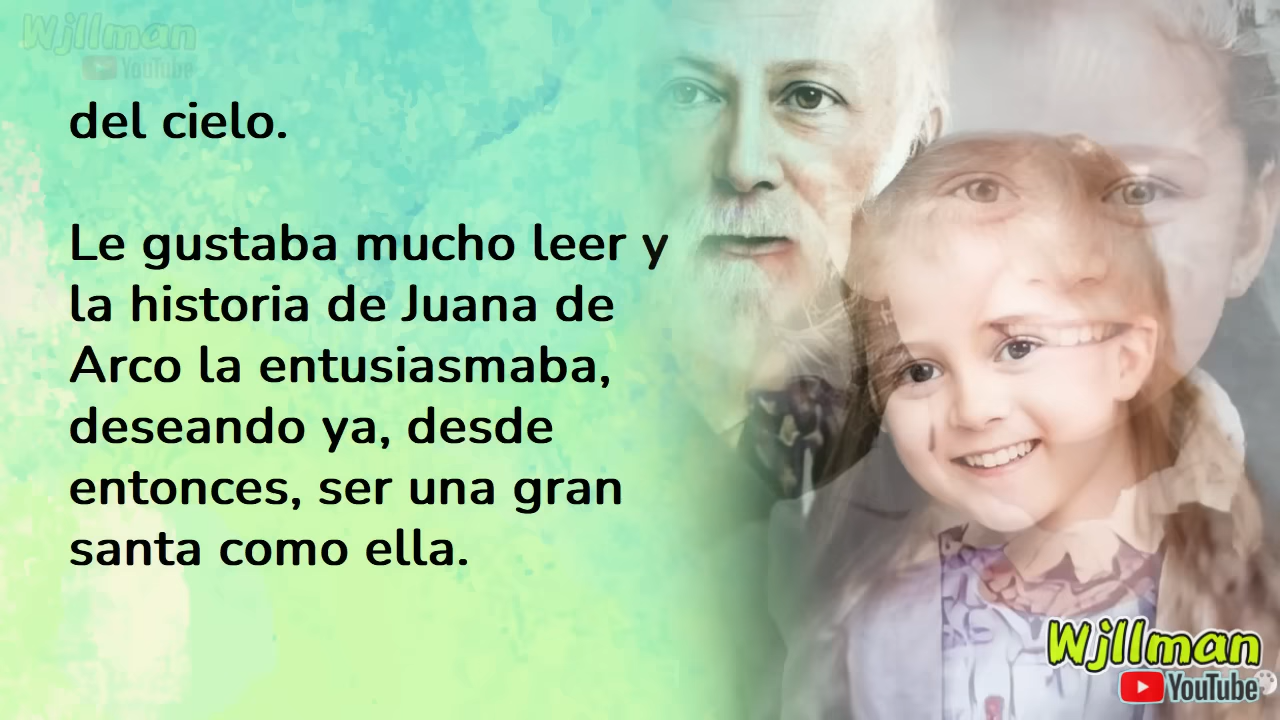 Wjllman
YouTube
del cielo.
Le gustaba mucho leer y
la historia de Juana de
Arco la entusiasmaba,
deseando ya, desde
entonces, ser una gran
santa como ella.
Wjllman
YouTube